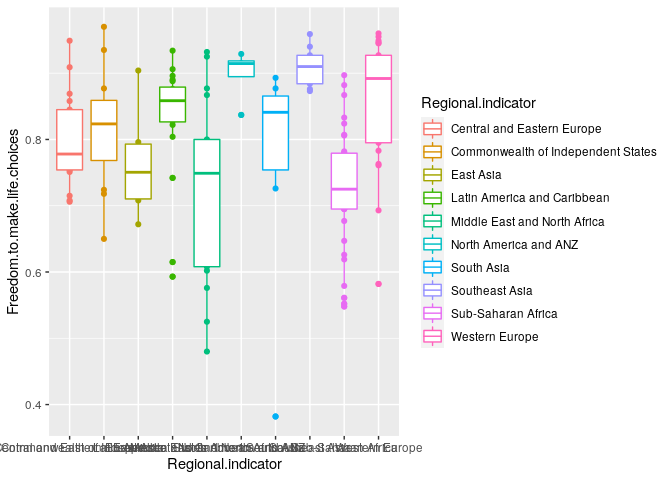 Freedom.to.make.life.choices
0.8
0.6
0.4
Regional.indicator
Regional.indicator
Central and Eastern Europe
Commonwealth of Independent States
East Asia
Latin America and Caribbean
Middle East and North Africa
North America and ANZ
South Asia
Southeast Asia
Sub-Saharan Africa
Western Europe